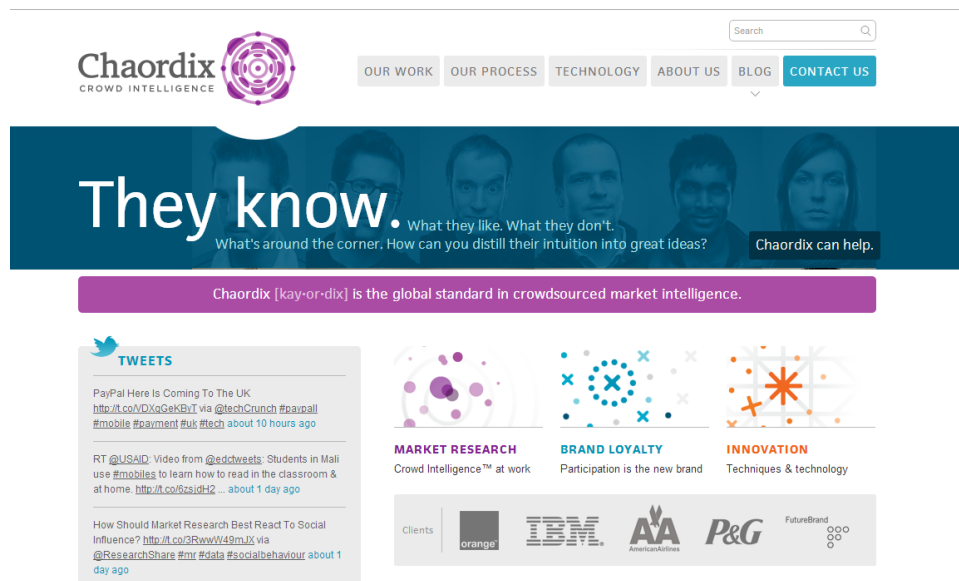 Search
Chaordix
CROWD INTELLIGENCE
OUR WORK
OUR PROCESS
TECHNOLOGY
ABOUT US
BLOG
CONTACT US
They know. What they like. What they don't.
What's around the corner. How can you distill their intuition into great ideas?
Chaordix can help.
Chaordix [kay·or·dix] is the global standard in crowdsourced market intelligence.
TWEETS
PayPal Here Is Coming To The UK
http://t.co/VDXqGeKByT via @techCrunch #paypall
#mobile #payment #uk #tech about 10 hours ago
RT @USAID: Video from @edctweets: Students in Mali
use #mobiles to learn how to read in the classroom &
at home. http://t.co/6zsjdH2 ... about 1 day ago
How Should Market Research Best React To Social
Influence? http://t.co/3RwwW49mJX via
@ResearchShare #mr #data #socialbehaviour about 1
day ago
MARKET RESEARCH
Crowd Intelligence™ at work
BRAND LOYALTY
Participation is the new brand
INNOVATION
Techniques & technology
Clients
orange™
IBM.
AA
AmericanAirlines
P&G
FutureBrand